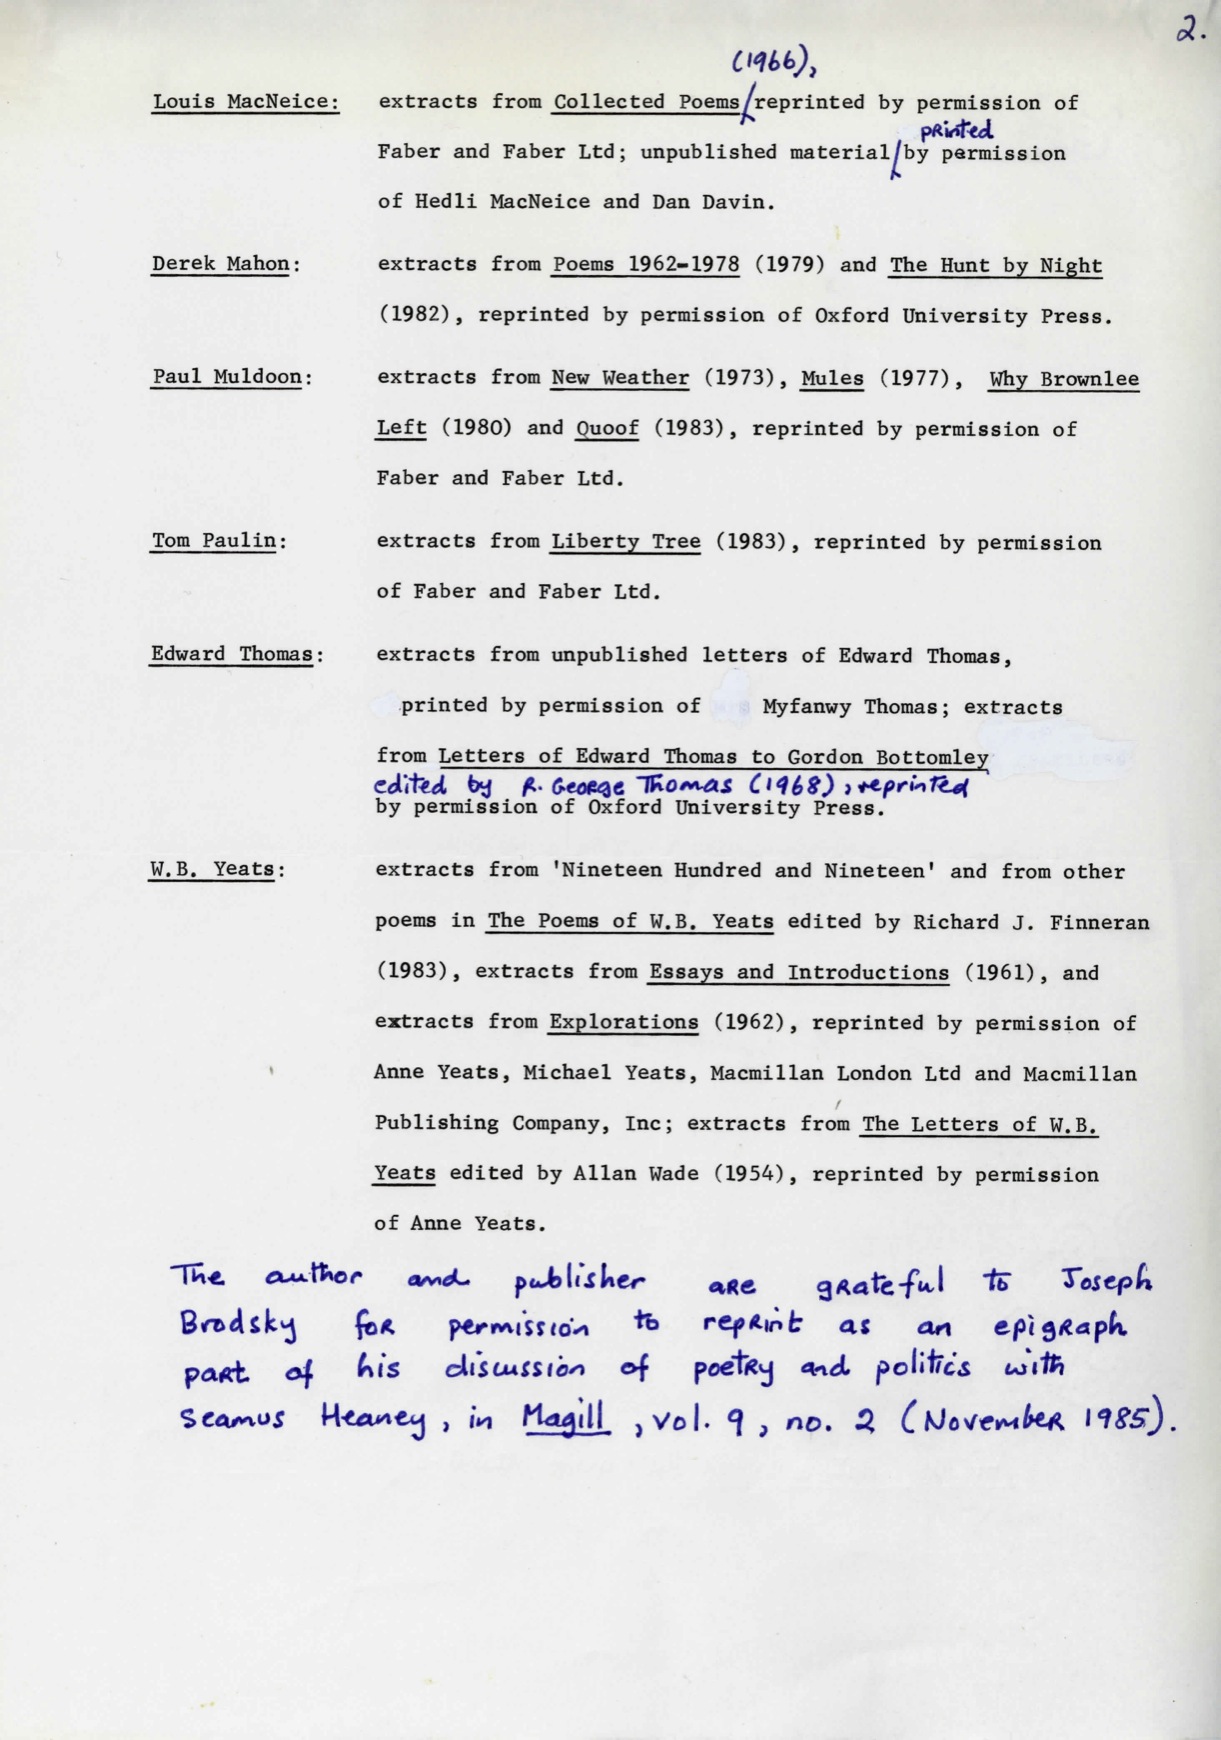 2.
(1966),
Louis MacNeice: extracts from Collected Poems/reprinted by permission of
printed
Faber and Faber Ltd; unpublished material/by permission
of Hedli MacNeice and Dan Davin.
Derek Mahon: extracts from Poems 1962-1978 (1979) and The Hunt by Night
(1982), reprinted by permission of Oxford University Press.
Paul Muldoon: extracts from New Weather (1973), Mules (1977), Why Brownlee
Left (1980) and Quoof (1983), reprinted by permission of
Faber and Faber Ltd.
Tom Paulin: extracts from Liberty Tree (1983), reprinted by permission
of Faber and Faber Ltd.
Edward Thomas: extracts from unpublished letters of Edward Thomas,
printed by permission of Myfanwy Thomas; extracts
from Letters of Edward Thomas to Gordon Bottomley
edited by R. George Thomas (1968), reprinted
by permission of Oxford University Press.
W.B. Yeats: extracts from 'Nineteen Hundred and Nineteen' and from other
poems in The Poems of W.B. Yeats edited by Richard J. Finneran
(1983), extracts from Essays and Introductions (1961), and
extracts from Explorations (1962), reprinted by permission of
Anne Yeats, Michael Yeats, Macmillan London Ltd and Macmillan
Publishing Company, Inc; extracts from The Letters of W.B.
Yeats edited by Allan Wade (1954), reprinted by permission
of Anne Yeats.
The author and publisher are grateful to Joseph
Brodsky for permission to reprint as an epigraph
part of his discussion of poetry and politics with
Seamus Heaney, in Magill, vol. 9, no. 2 (November 1985).